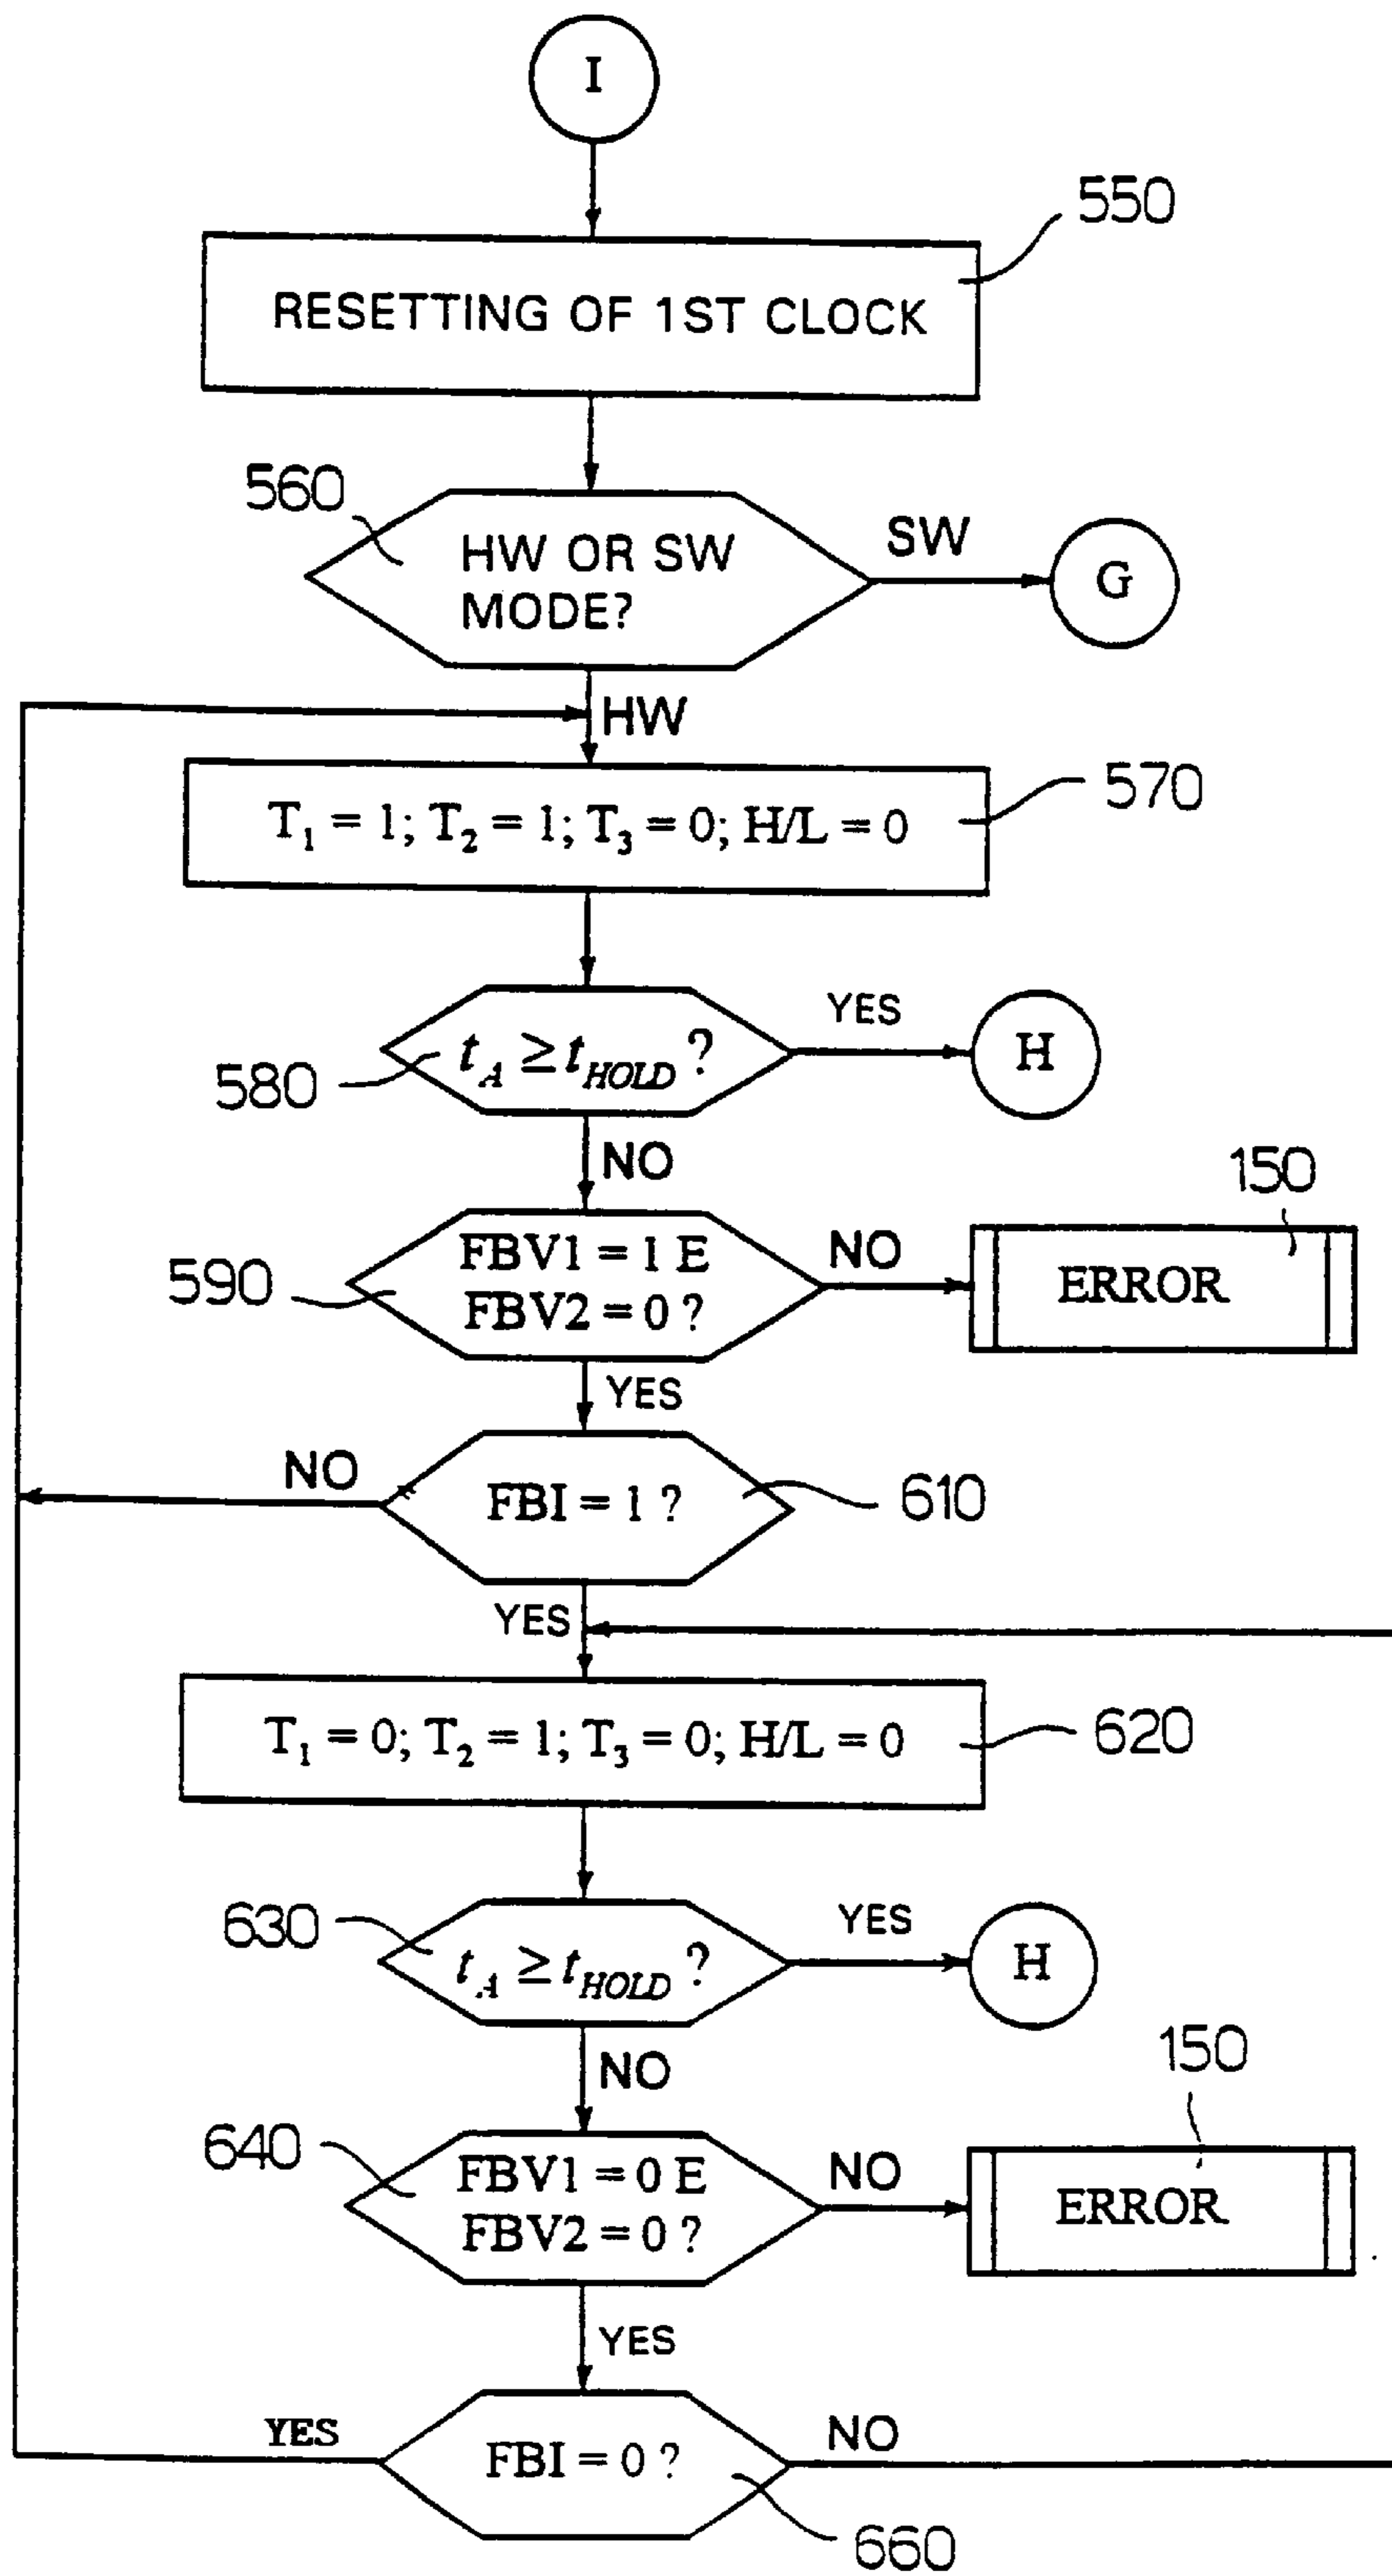 I
550
RESETTING OF 1ST CLOCK
560
HW OR SW
MODE?
SW
G
HW
570
T₁ = 1; T₂ = 1; T₃ = 0; H/L = 0
580
t_A ≥ t_HOLD ?
YES
H
NO
150
590
FBV1 = 1 E
FBV2 = 0 ?
NO
ERROR
YES
NO
FBI = 1 ?
610
YES
620
T₁ = 0; T₂ = 1; T₃ = 0; H/L = 0
630
t_A ≥ t_HOLD ?
YES
H
NO
150
640
FBV1 = 0 E
FBV2 = 0 ?
NO
ERROR
YES
YES
FBI = 0 ?
NO
660